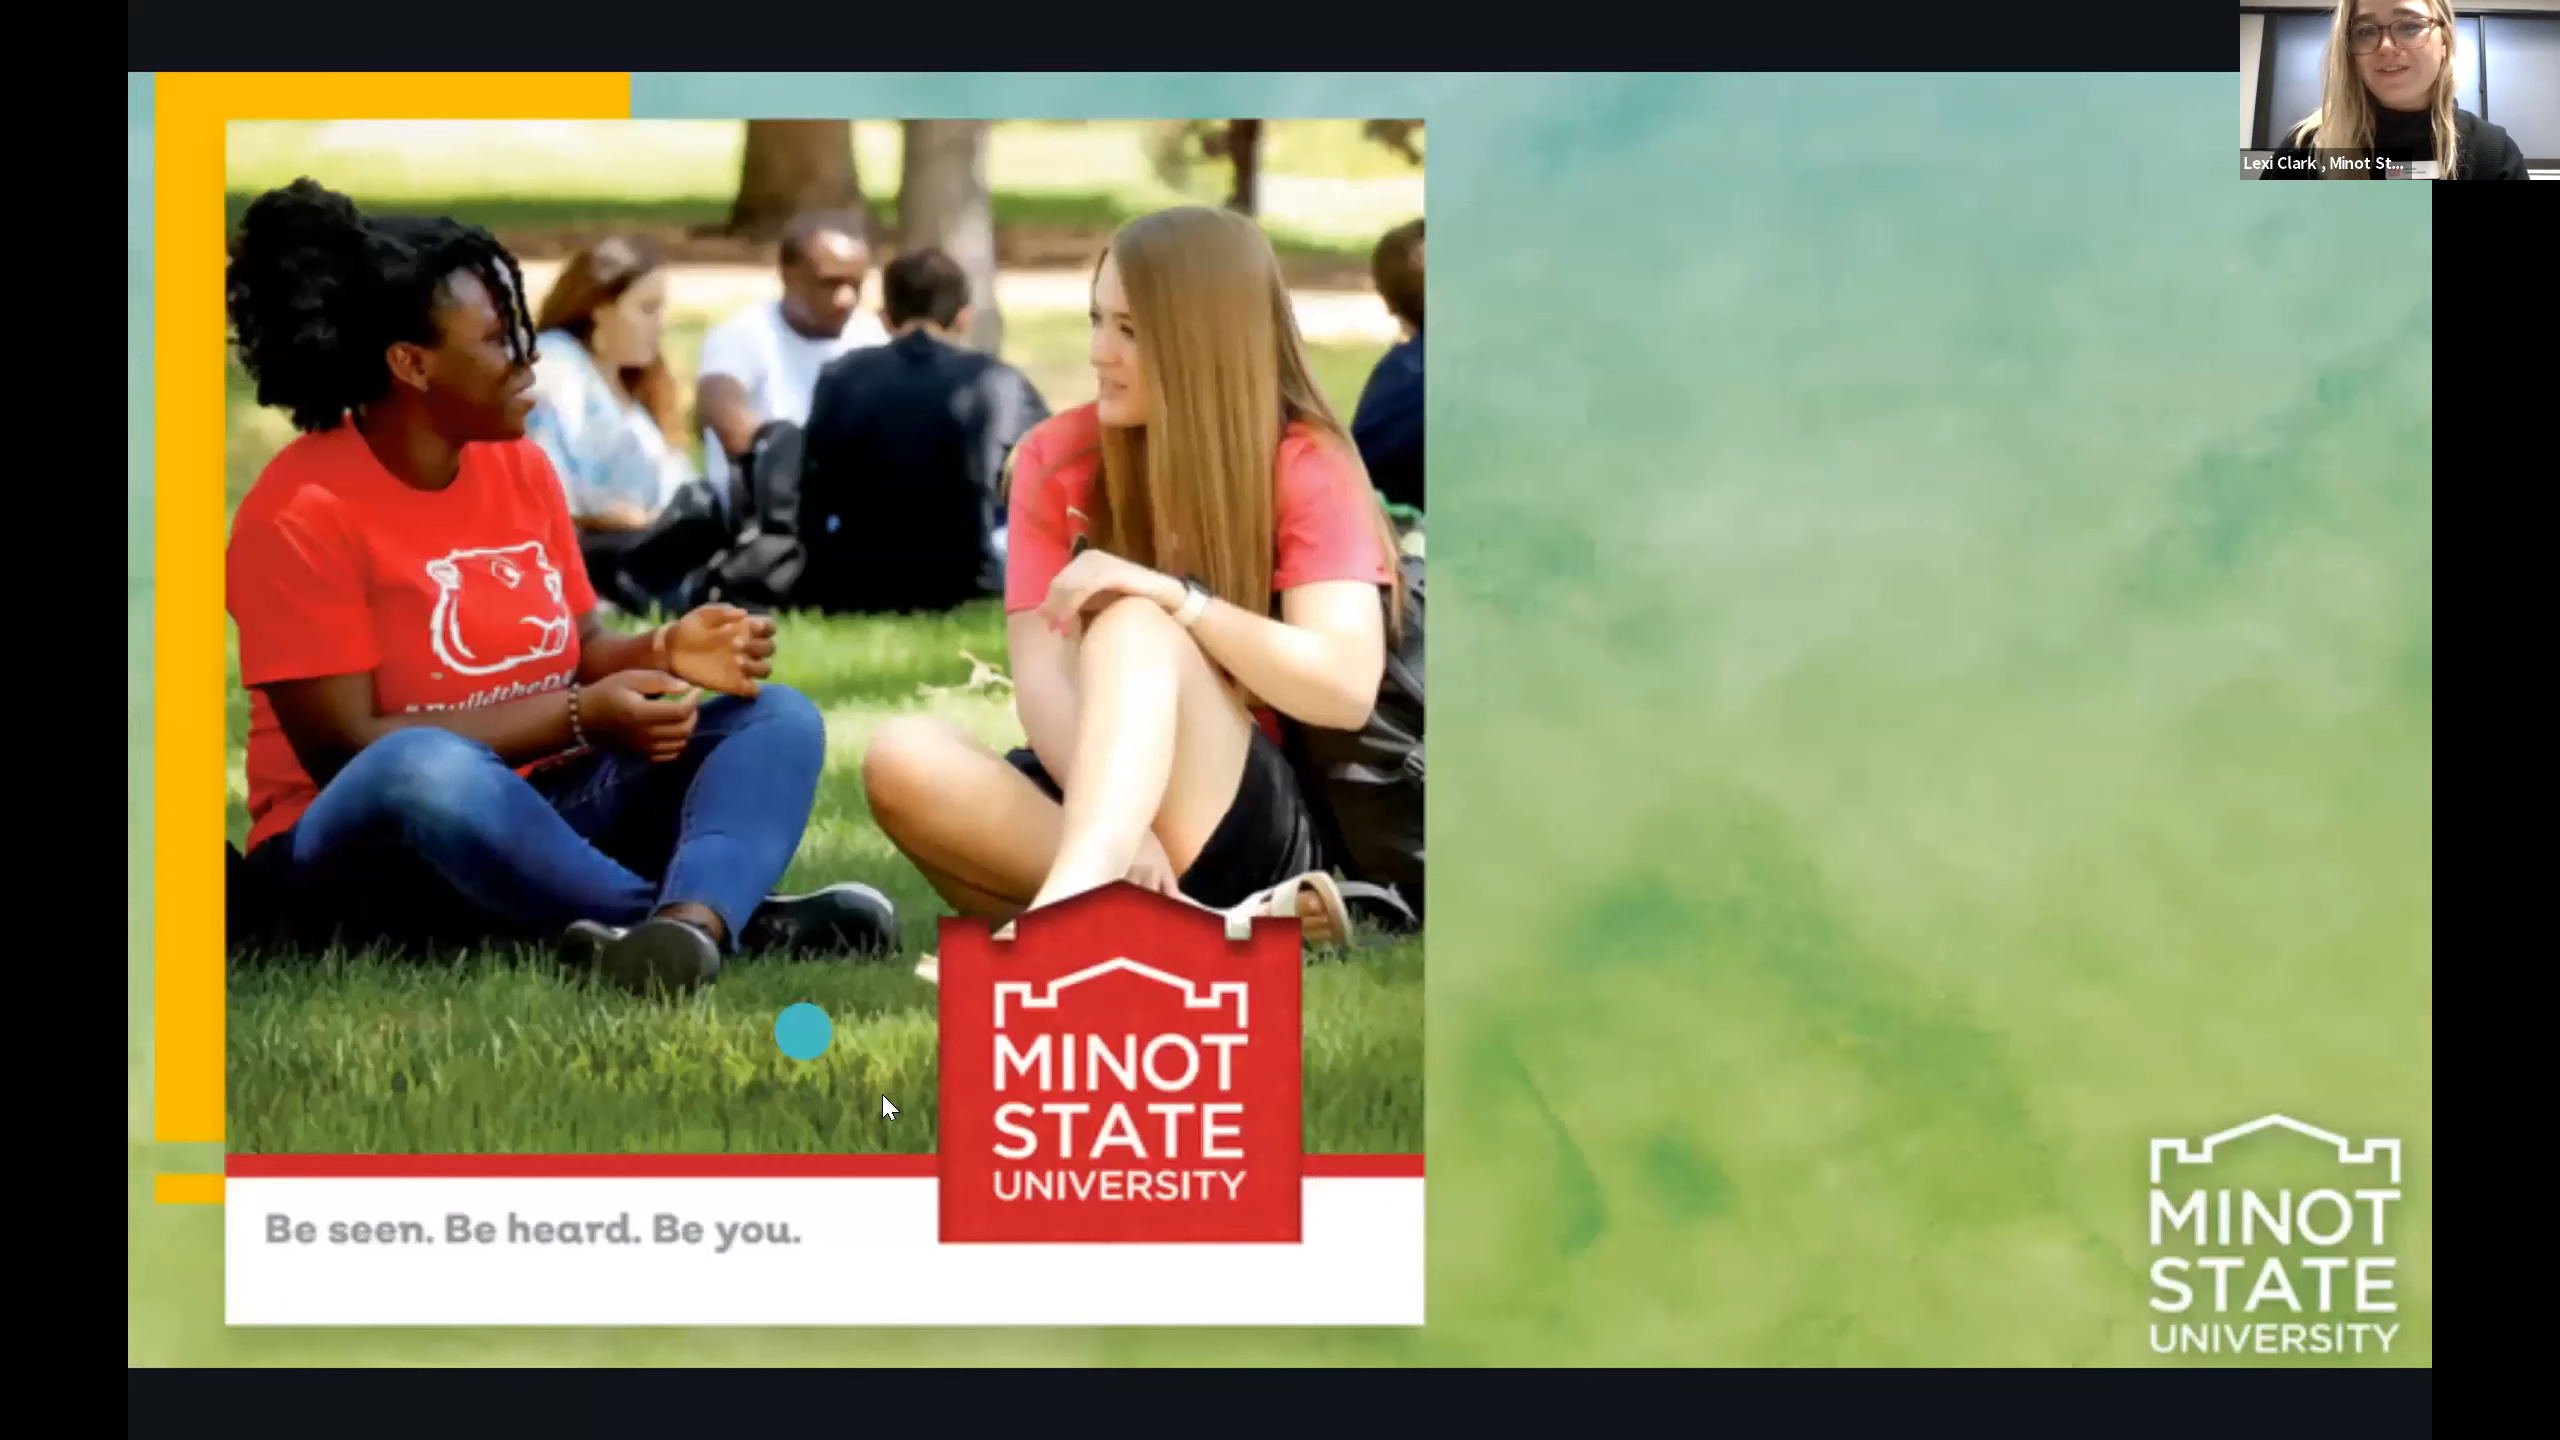 Lexi Clark , Minot St...
MINOT
STATE
UNIVERSITY
Be seen. Be heard. Be you.
MINOT
STATE
UNIVERSITY